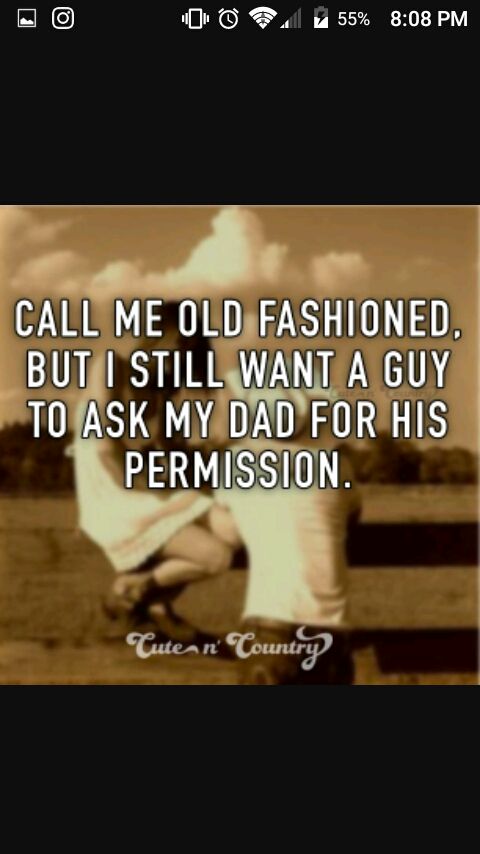 55% 8:08 PM
CALL ME OLD FASHIONED,
BUT I STILL WANT A GUY
TO ASK MY DAD FOR HIS
PERMISSION.
Cute n' Country